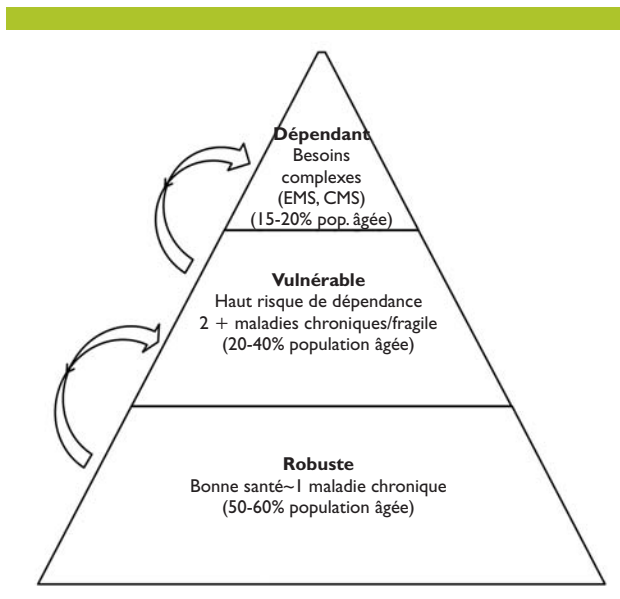 Dépendant
Besoins
complexes
(EMS, CMS)
(15-20% pop. âgée)
Vulnérable
Haut risque de dépendance
2 + maladies chroniques/fragile
(20-40% population âgée)
Robuste
Bonne santé~1 maladie chronique
(50-60% population âgée)